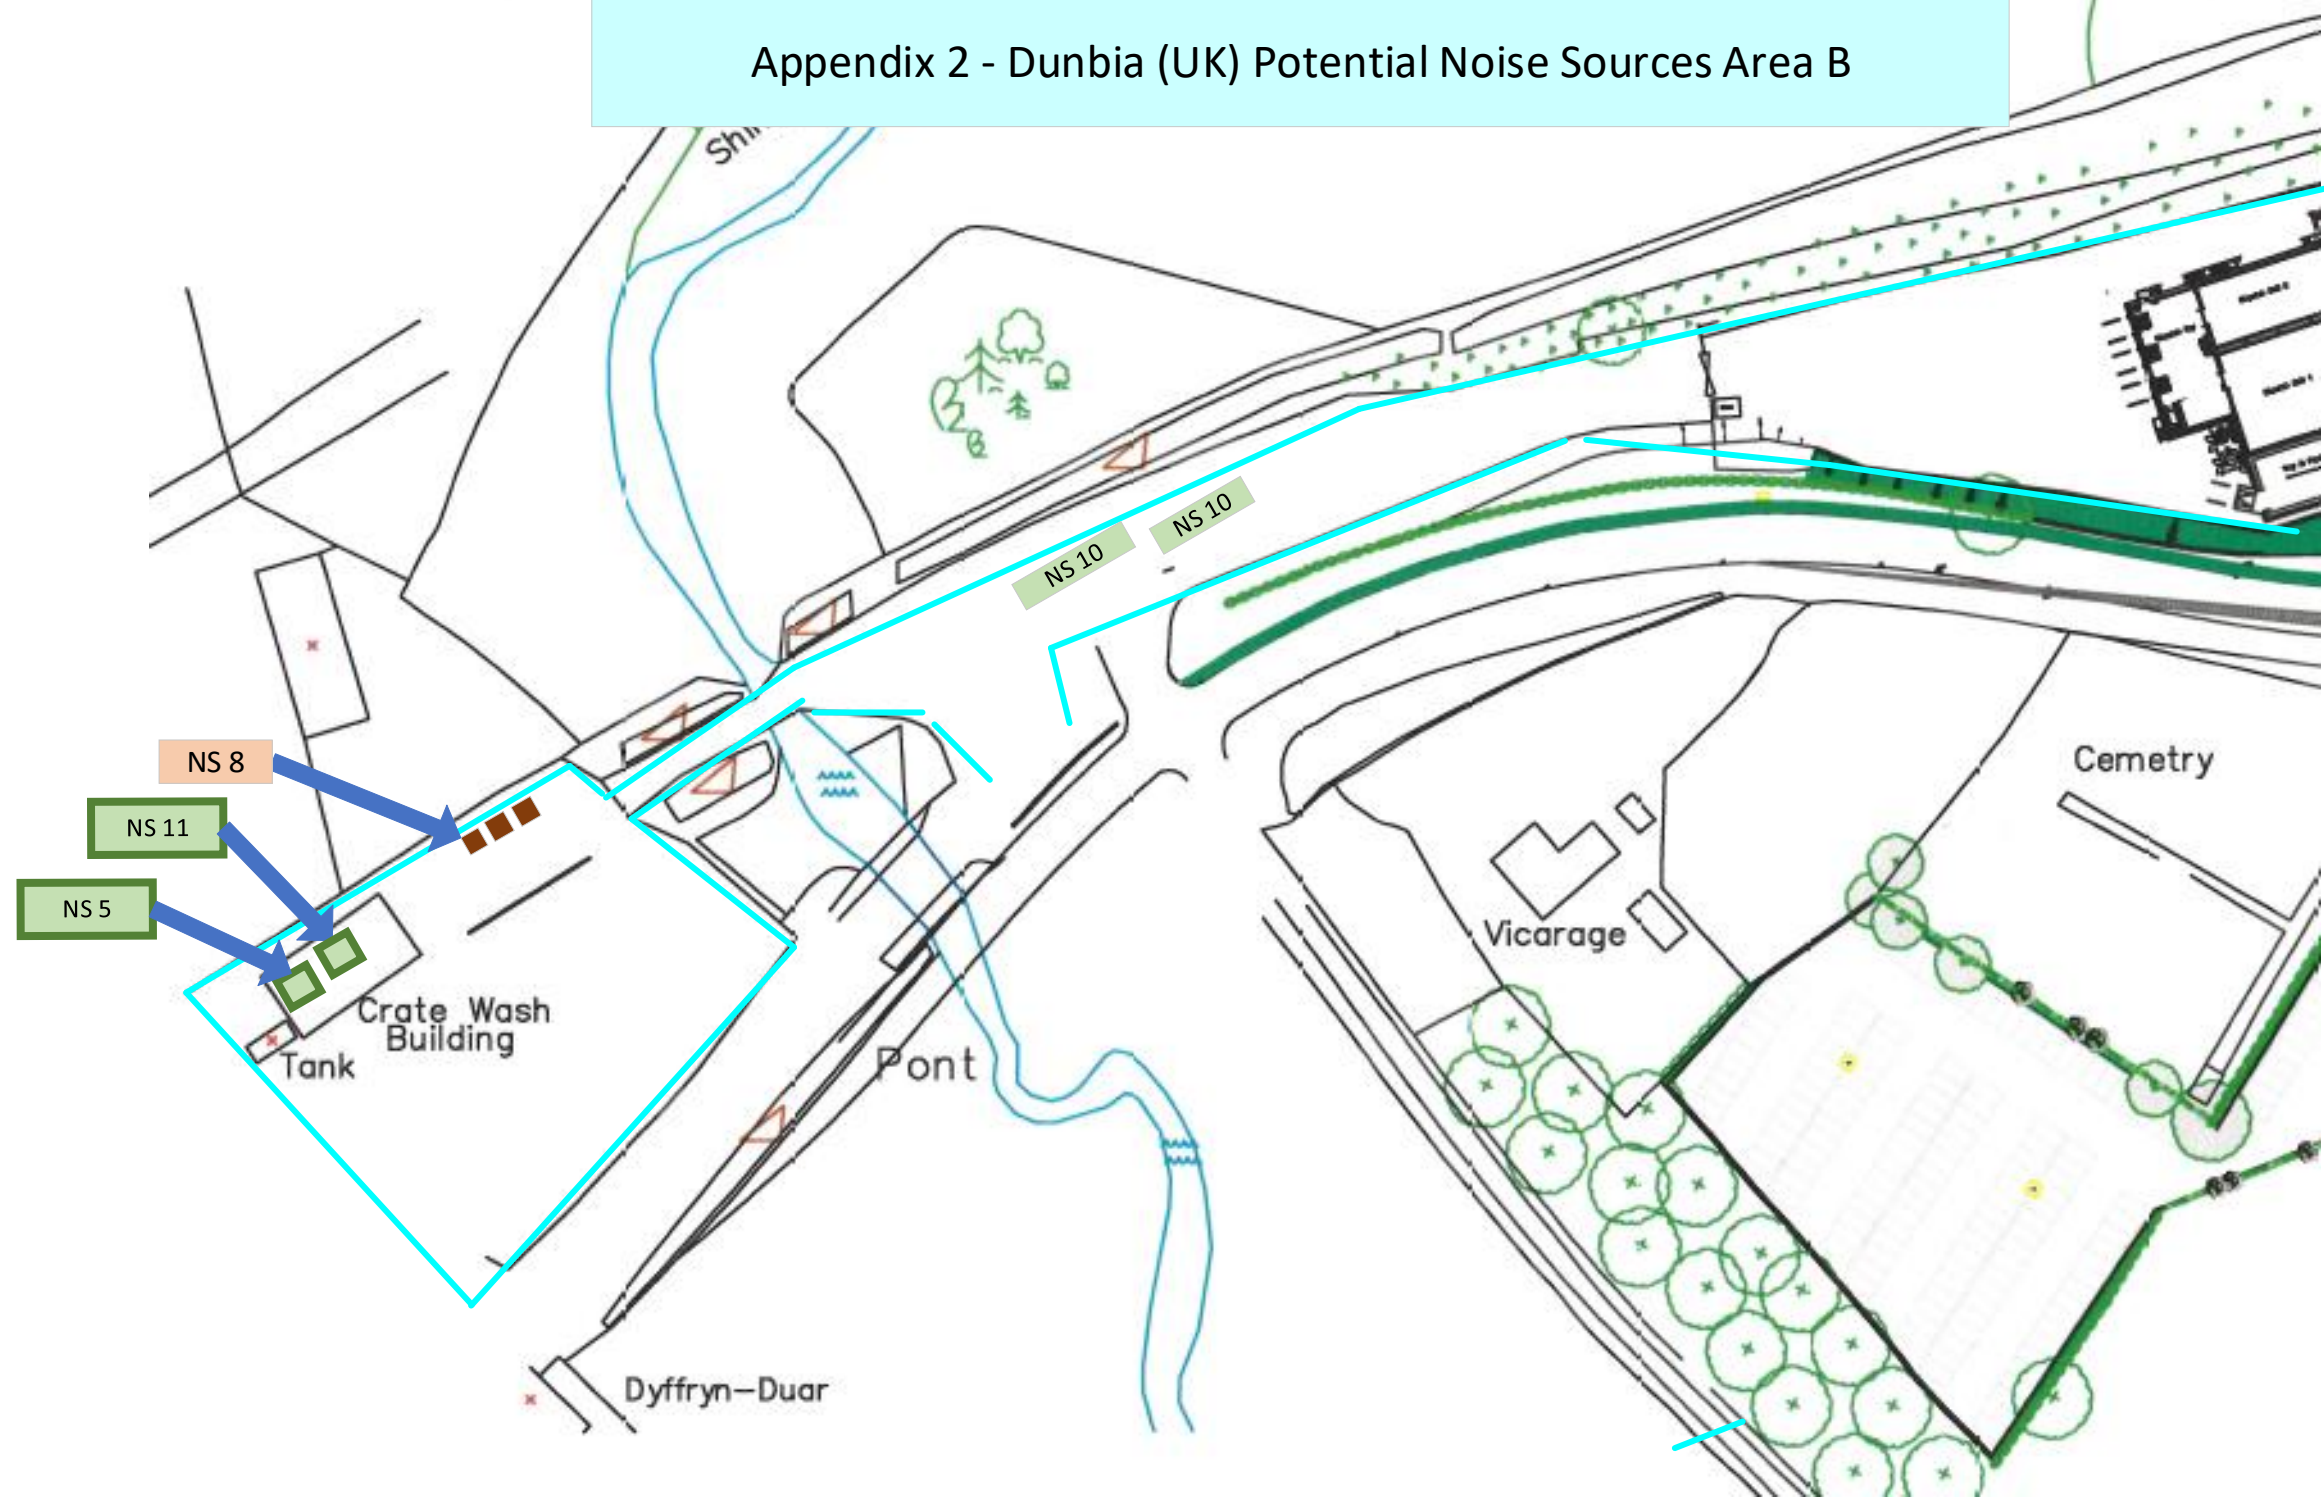 Appendix 2 - Dunbia (UK) Potential Noise Sources Area B
NS 10
NS 10
NS 8
NS 11
NS 5
Crate Wash
Building
Tank
Pont
Dyffryn-Duar
Vicarage
Cemetry